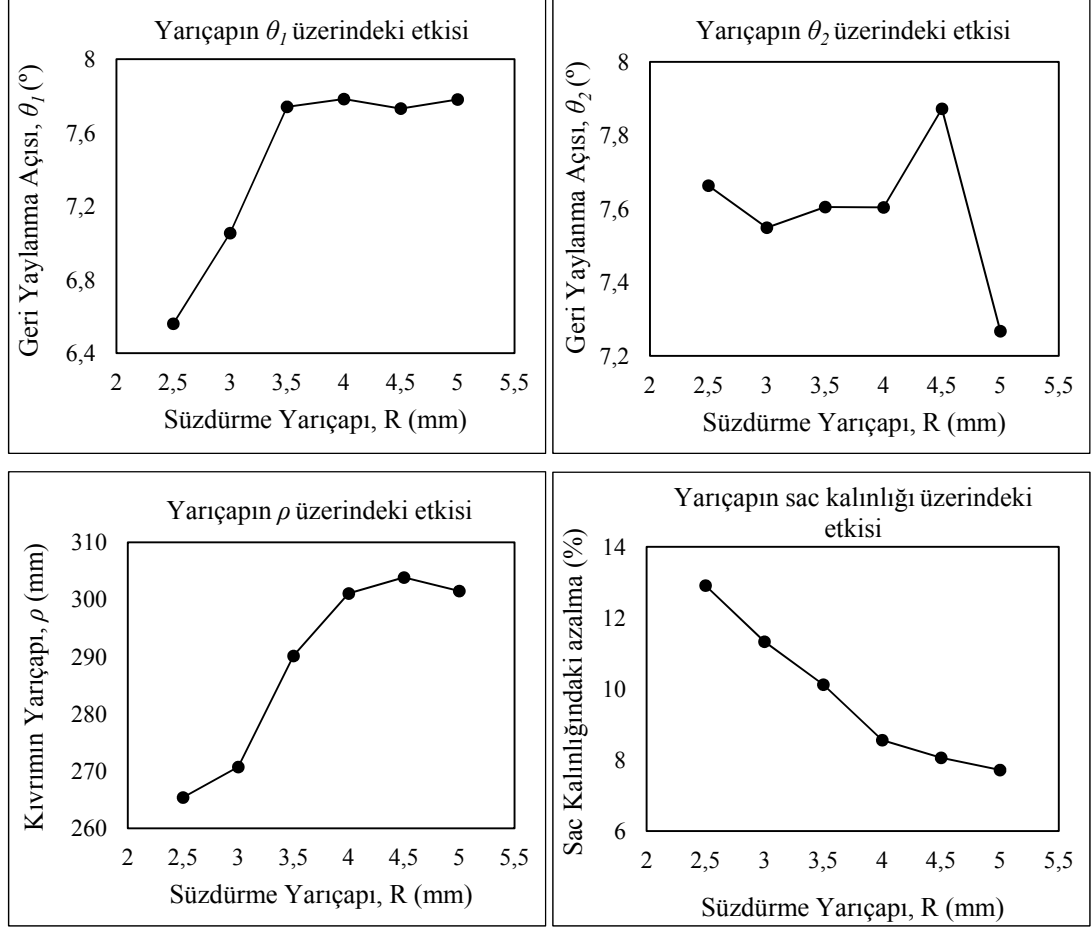 Yarıçapın θ1 üzerindeki etkisi
Geri Yaylanma Açısı, θ1 (º)
8
7,6
7,2
6,8
6,4
2 2,5 3 3,5 4 4,5 5 5,5
Süzdürme Yarıçapı, R (mm)
Yarıçapın θ2 üzerindeki etkisi
Geri Yaylanma Açısı, θ2 (º)
8
7,8
7,6
7,4
7,2
2 2,5 3 3,5 4 4,5 5 5,5
Süzdürme Yarıçapı, R (mm)
Yarıçapın ρ üzerindeki etkisi
Kıvrımın Yarıçapı, ρ (mm)
310
300
290
280
270
260
2 2,5 3 3,5 4 4,5 5 5,5
Süzdürme Yarıçapı, R (mm)
Yarıçapın sac kalınlığı üzerindeki
etkisi
Sac Kalınlığındaki azalma (%)
14
12
10
8
6
2 2,5 3 3,5 4 4,5 5 5,5
Süzdürme Yarıçapı, R (mm)